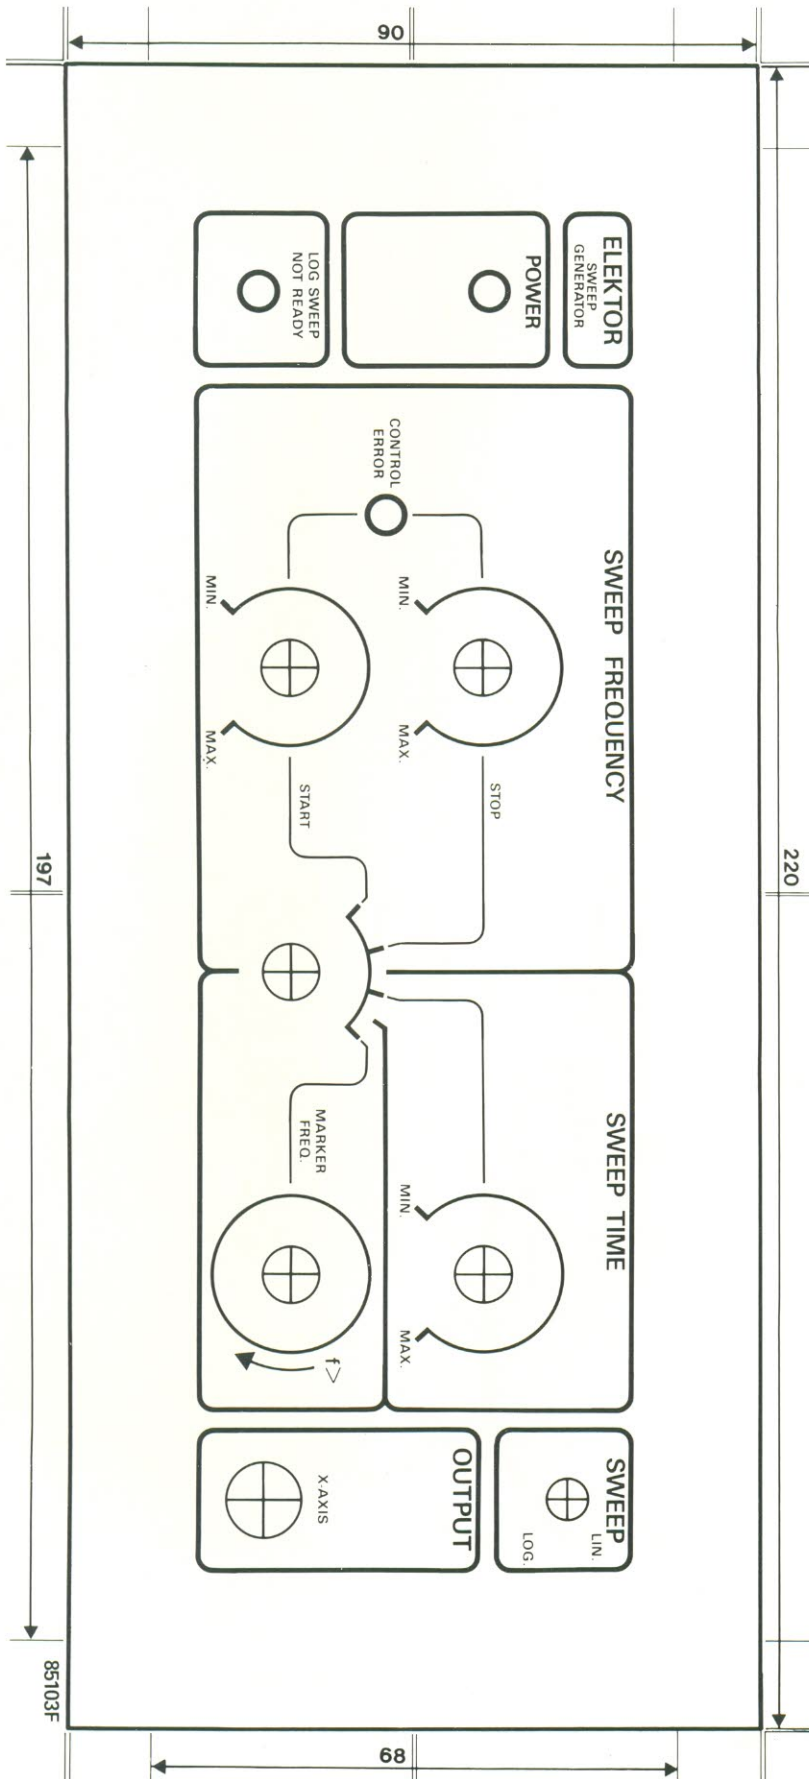 90
220
ELEKTOR
SWEEP
GENERATOR
POWER
LOG SWEEP
NOT READY
SWEEP FREQUENCY
CONTROL
ERROR
MIN.
MAX.
STOP
MIN.
MAX.
START
SWEEP TIME
MIN.
MAX.
MARKER
FREQ.
f>
SWEEP
LIN.
LOG.
OUTPUT
X-AXIS
197
68
85103F